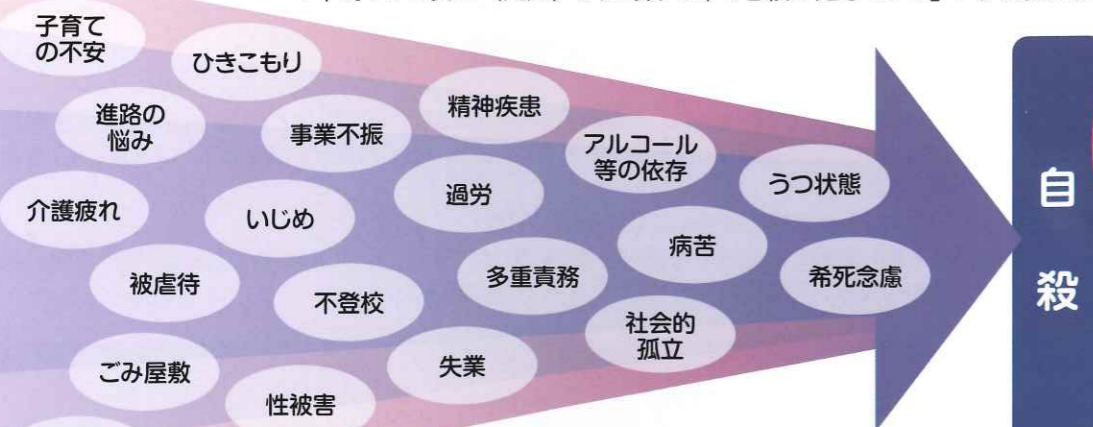 子育て
の不安
ひきこもり
進路の
悩み
事業不振
精神疾患
アルコール
等の依存
うつ状態
介護疲れ
いじめ
過労
病苦
被虐待
不登校
多重責務
希死念慮
社会的
孤立
ごみ屋敷
失業
性被害
自殺